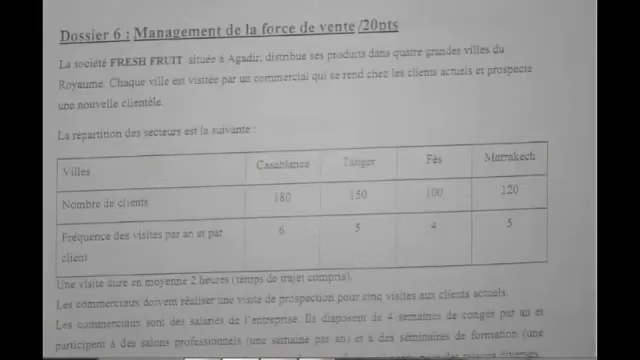 Dossier 6 : Management de la force de vente /20pts
La société FRESH FRUIT située à Agadir, distribue ses produits dans quatre grandes villes du
Royaume. Chaque ville est visitée par un commercial qui se rend chez les clients actuels et prospecte
une nouvelle clientèle.
La répartition des secteurs est la suivante :
Villes Casablanca Tanger Fès Marrakech
Nombre de clients 180 150 100 120
Fréquence des visites par an et par
client 6 5 4 5
Une visite dure en moyenne 2 heures (temps de trajet compris).
Les commerciaux doivent réaliser une visite de prospection pour cinq visites aux clients actuels.
Les commerciaux sont des salariés de l'entreprise. Ils disposent de 4 semaines de congés par an et
participent à des salons professionnels (une semaine par an) et à des séminaires de formation (une